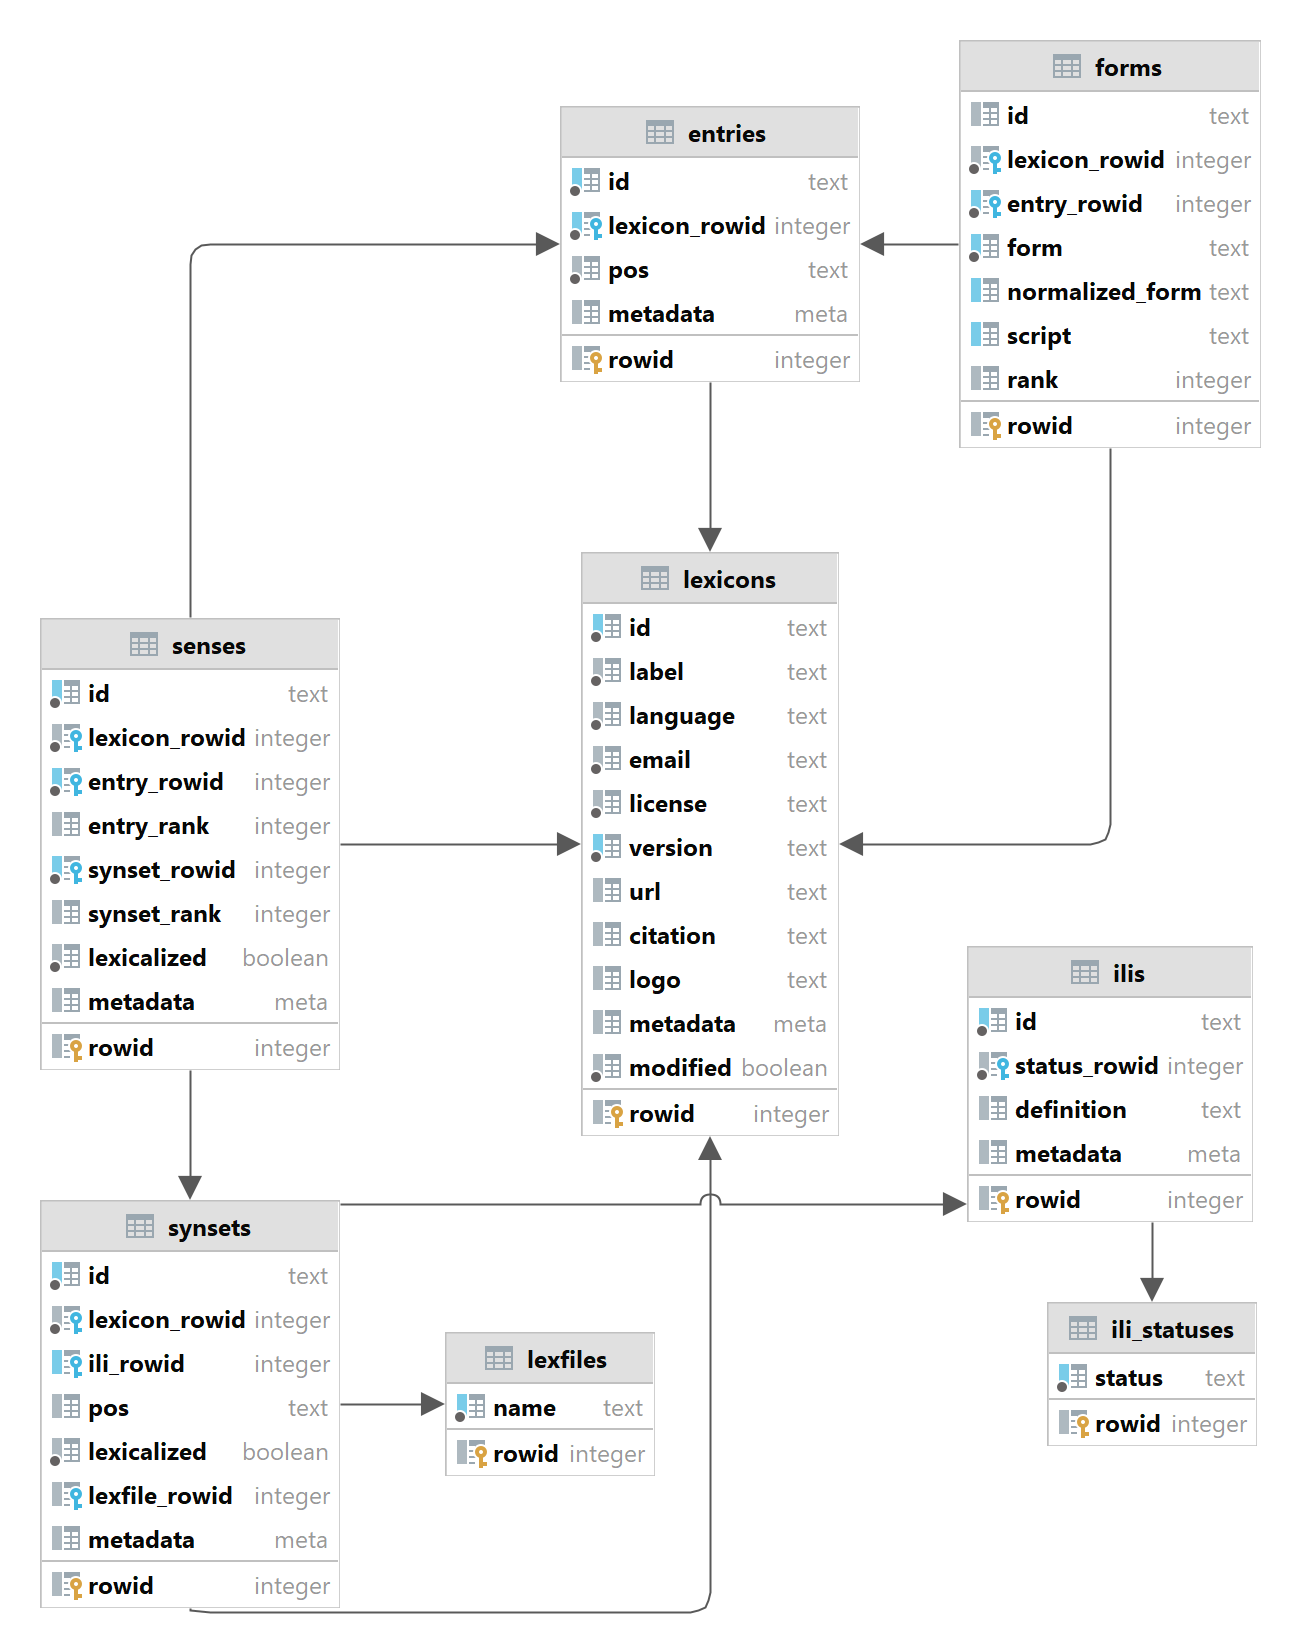 forms
id text
lexicon_rowid integer
entry_rowid integer
form text
normalized_form text
script text
rank integer
rowid integer
entries
id text
lexicon_rowid integer
pos text
metadata meta
rowid integer
lexicons
id text
label text
language text
email text
license text
version text
url text
citation text
logo text
metadata meta
modified boolean
rowid integer
senses
id text
lexicon_rowid integer
entry_rowid integer
entry_rank integer
synset_rowid integer
synset_rank integer
lexicalized boolean
metadata meta
rowid integer
ilis
id text
status_rowid integer
definition text
metadata meta
rowid integer
synsets
id text
lexicon_rowid integer
ili_rowid integer
pos text
lexicalized boolean
lexfile_rowid integer
metadata meta
rowid integer
lexfiles
name text
rowid integer
ili_statuses
status text
rowid integer